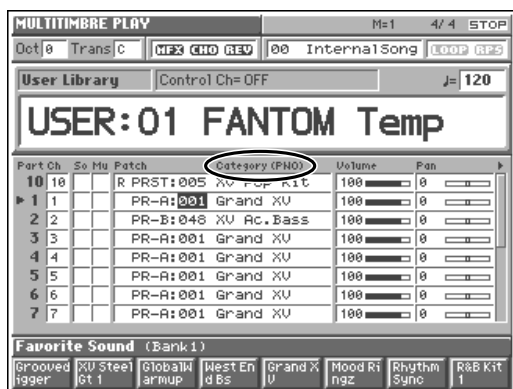 MULTITIMBRE PLAY M=1 4/ 4 STOP
Oct 0 Trans C MFX CHO REV 00 InternalSong LOOP RPS
User Library Control Ch= OFF ♩= 120
USER:01 FANTOM Temp
Part Ch So Mu Patch Category (PNO) Volume Pan
10 10 R PRST:005 XV Pop Kit 100 0
1 1 PR-A:001 Grand XV 100 0
2 2 PR-B:048 XV Ac.Bass 100 0
3 3 PR-A:001 Grand XV 100 0
4 4 PR-A:001 Grand XV 100 0
5 5 PR-A:001 Grand XV 100 0
6 6 PR-A:001 Grand XV 100 0
7 7 PR-A:001 Grand XV 100 0
Favorite Sound (Bank1)
Grooved XV Steel GlobalW West En Grand X Mood Ri Rhythm R&B Kit
igger Gt 1 armup d Bs V ngz Sync 1